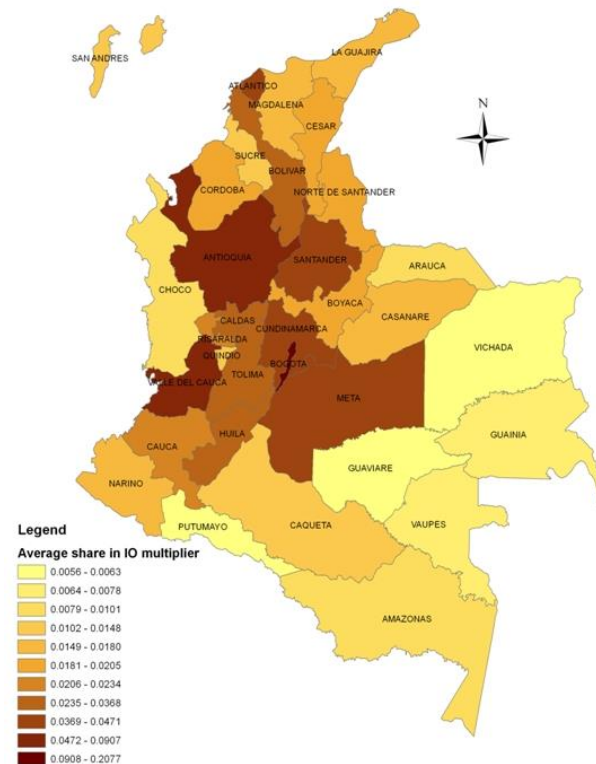 LA GUAJIRA
SAN ANDRES
ATLANTICO
MAGDALENA
N
CESAR
SUCRE
BOLIVAR
CORDOBA
NORTE DE SANTANDER
ANTIOQUIA
SANTANDER
ARAUCA
CHOCO
BOYACA
CASANARE
CALDAS
CUNDINAMARCA
VICHADA
RISARALDA
QUINDIO
BOGOTA
VALLE DEL CAUCA
TOLIMA
META
GUAINIA
HUILA
CAUCA
GUAVIARE
NARINO
VAUPES
PUTUMAYO
CAQUETA
AMAZONAS
Legend
Average share in IO multiplier
0.0056 - 0.0063
0.0064 - 0.0078
0.0079 - 0.0101
0.0102 - 0.0148
0.0149 - 0.0180
0.0181 - 0.0205
0.0206 - 0.0234
0.0235 - 0.0368
0.0369 - 0.0471
0.0472 - 0.0907
0.0908 - 0.2077